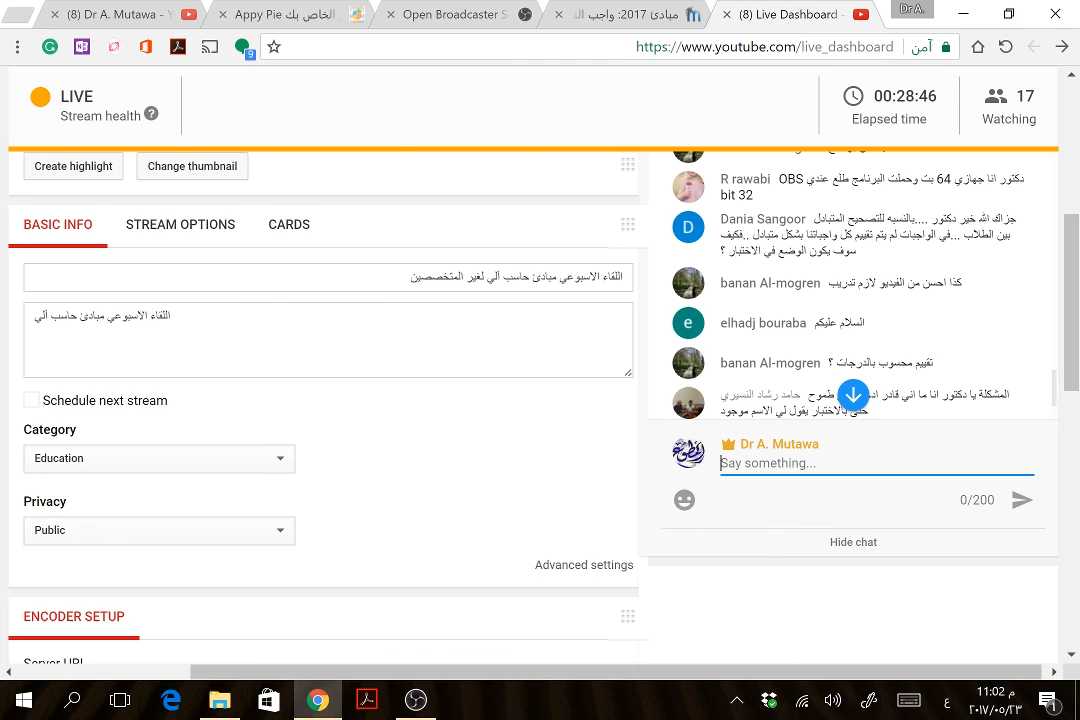 (8) Dr A. Mutawa -
Appy Pie الخاص بك
Open Broadcaster S
مبادئ 2017: واجب الد
(8) Live Dashboard -
Dr A.
https://www.youtube.com/live_dashboard
آمن
9
LIVE
Stream health
00:28:46
Elapsed time
17
Watching
Create highlight
Change thumbnail
BASIC INFO
STREAM OPTIONS
CARDS
اللقاء الاسبوعي مبادئ حاسب آلي لغير المتخصصين
اللقاء الاسبوعي مبادئ حاسب آلي
Schedule next stream
Category
Education
Privacy
Public
Advanced settings
ENCODER SETUP
Server URL
R rawabi دكتور انا جهازي 64 بت وحملت البرنامج طلع عندي OBS
32 bit
Dania Sangoor جزاك الله خير دكتور ....بالنسبه للتصحيح المتبادل
بين الطلاب ...في الواجبات لم يتم تقييم كل واجباتنا بشكل متبادل ..فكيف
سوف يكون الوضع في الاختبار ؟
banan Al-mogren كذا احسن من الفيديو لازم تدريب
elhadj bouraba السلام عليكم
banan Al-mogren تقييم محسوب بالدرجات ؟
حامد رشاد النسيري المشكلة يا دكتور انا ما اني قادر طموح
بالاختبار يقول لي الاسم موجود
Dr A. Mutawa
Say something...
0/200
Hide chat
D
e
ع
11:02 م
٢٠١٧/٠٥/٢٣
1